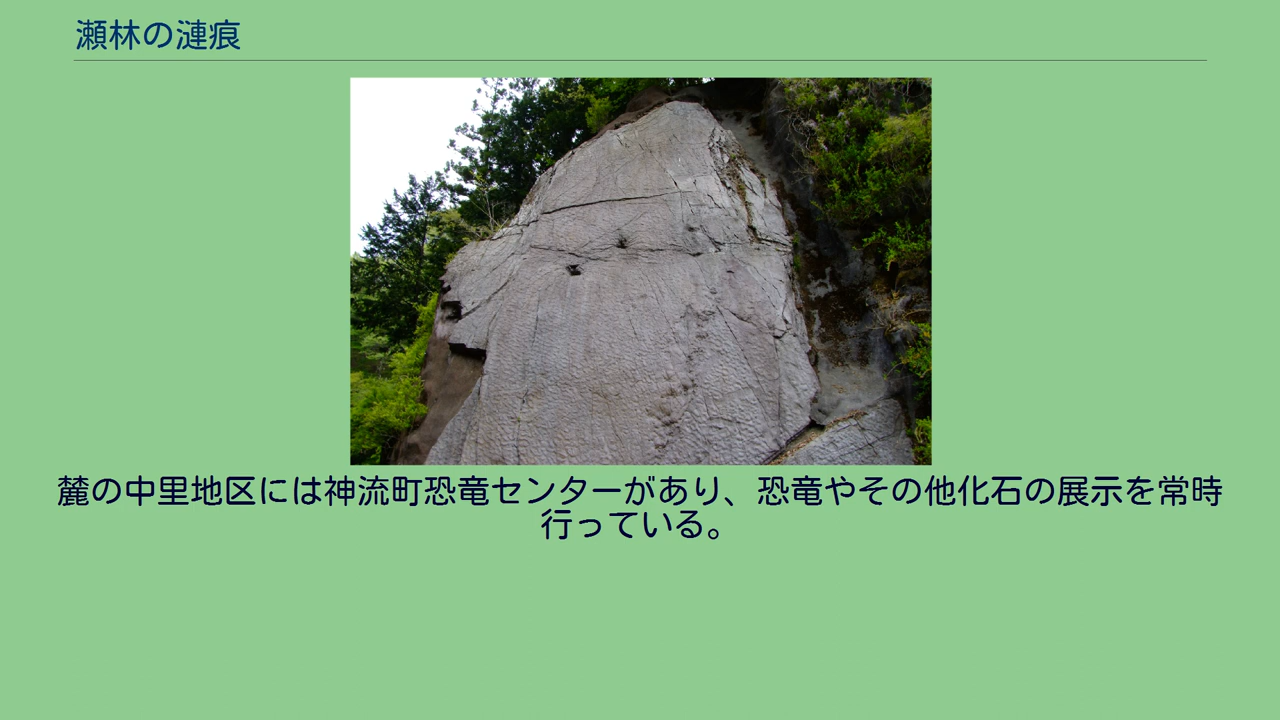 瀬林の漣痕
麓の中里地区には神流町恐竜センターがあり、恐竜やその他化石の展示を常時
行っている。